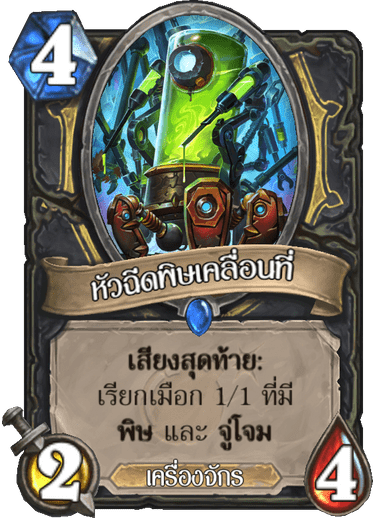 4
หัวฉีดพิษเคลื่อนที่
เสียงสุดท้าย:
เรียกเมือก 1/1 ที่มี
พิษ และ จู่โจม
2
เครื่องจักร
4